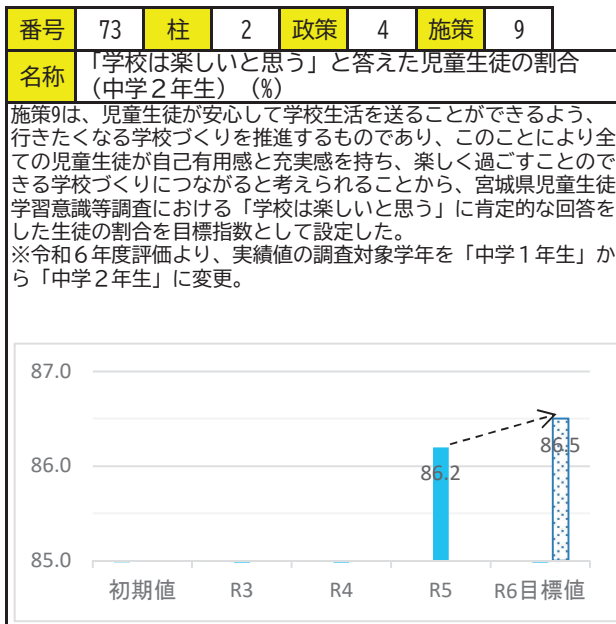 番号 73 柱 2 政策 4 施策 9
名称 「学校は楽しいと思う」と答えた児童生徒の割合
（中学２年生）（%）
施策9は、児童生徒が安心して学校生活を送ることができるよう、
行きたくなる学校づくりを推進するものであり、このことにより全
ての児童生徒が自己有用感と充実感を持ち、楽しく過ごすことので
きる学校づくりにつながると考えられることから、宮城県児童生徒
学習意識等調査における「学校は楽しいと思う」に肯定的な回答を
した生徒の割合を目標指数として設定した。
※令和６年度評価より、実績値の調査対象学年を「中学１年生」か
ら「中学２年生」に変更。
87.0
86.0
85.0
86.2
86.5
初期値 R3 R4 R5 R6目標値